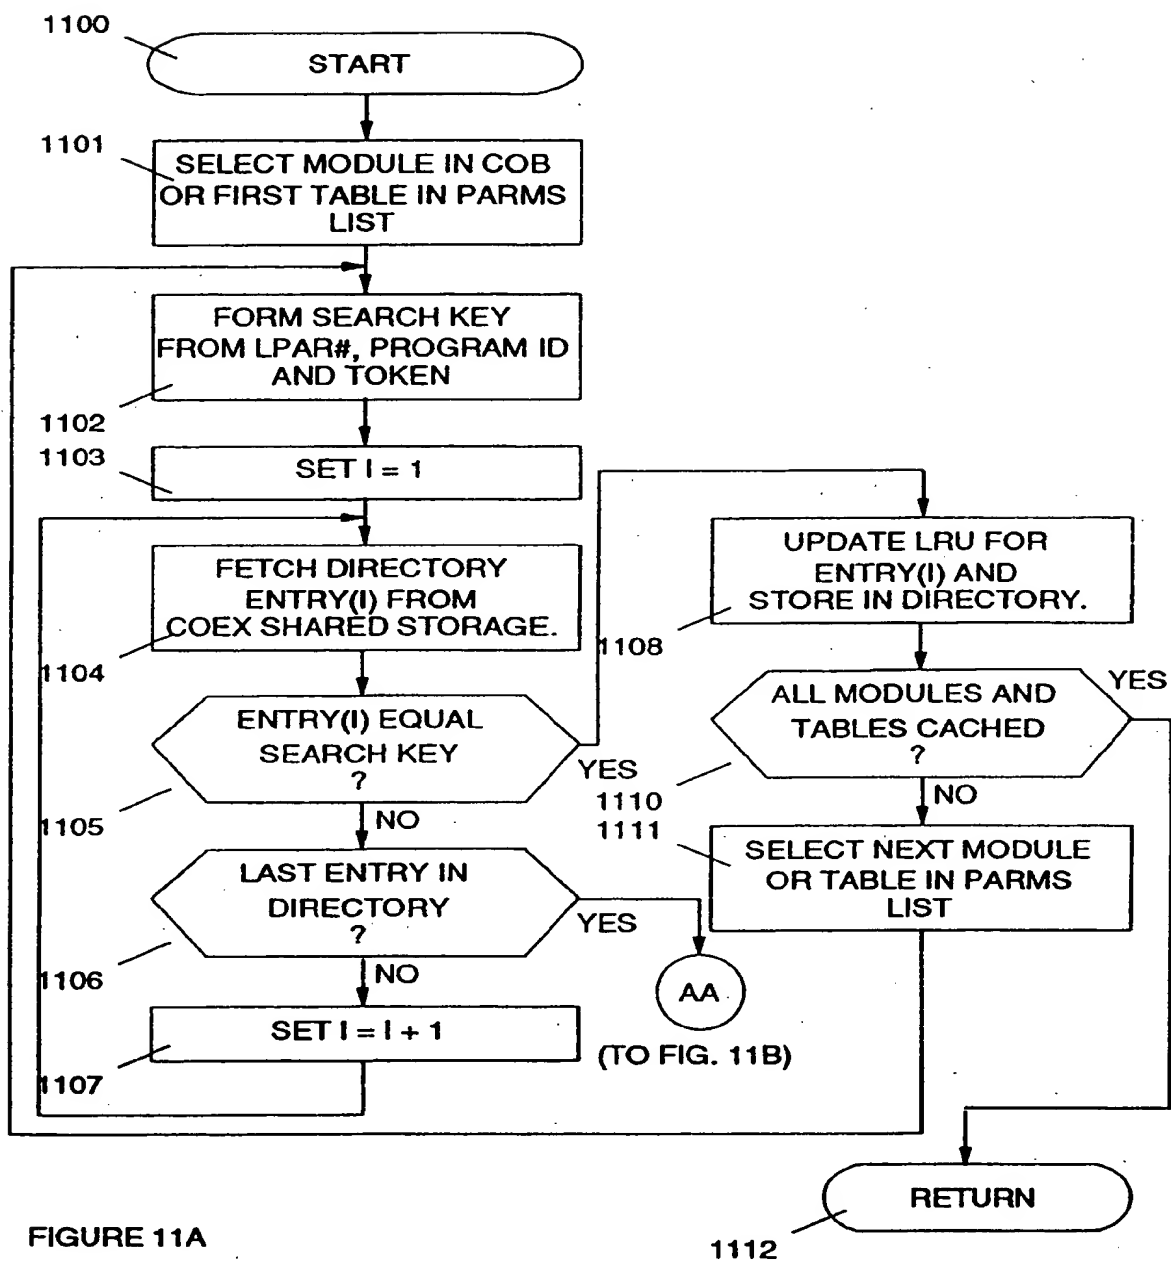 1100
START
1101
SELECT MODULE IN COB
OR FIRST TABLE IN PARMS
LIST
FORM SEARCH KEY
FROM LPAR#, PROGRAM ID
AND TOKEN
1102
1103
SET I = 1
FETCH DIRECTORY
ENTRY(I) FROM
COEX SHARED STORAGE.
1104
ENTRY(I) EQUAL
SEARCH KEY
?
YES
1105
NO
LAST ENTRY IN
DIRECTORY
?
YES
1106
NO
AA
(TO FIG. 11B)
SET I = I + 1
1107
UPDATE LRU FOR
ENTRY(I) AND
STORE IN DIRECTORY.
1108
ALL MODULES AND
TABLES CACHED
?
YES
1110
NO
1111
SELECT NEXT MODULE
OR TABLE IN PARMS
LIST
RETURN
1112
FIGURE 11A